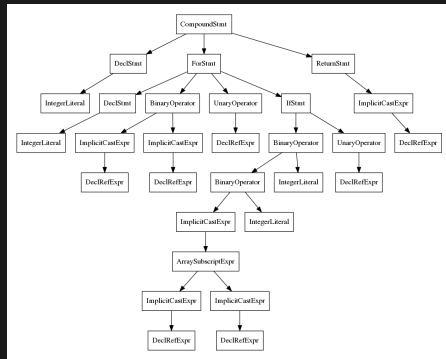 CompoundStmt
DeclStmt ForStmt ReturnStmt
IntegerLiteral DeclStmt BinaryOperator UnaryOperator IfStmt ImplicitCastExpr
IntegerLiteral ImplicitCastExpr ImplicitCastExpr DeclRefExpr BinaryOperator UnaryOperator DeclRefExpr
DeclRefExpr DeclRefExpr BinaryOperator IntegerLiteral DeclRefExpr
ImplicitCastExpr IntegerLiteral
ArraySubscriptExpr
ImplicitCastExpr ImplicitCastExpr
DeclRefExpr DeclRefExpr